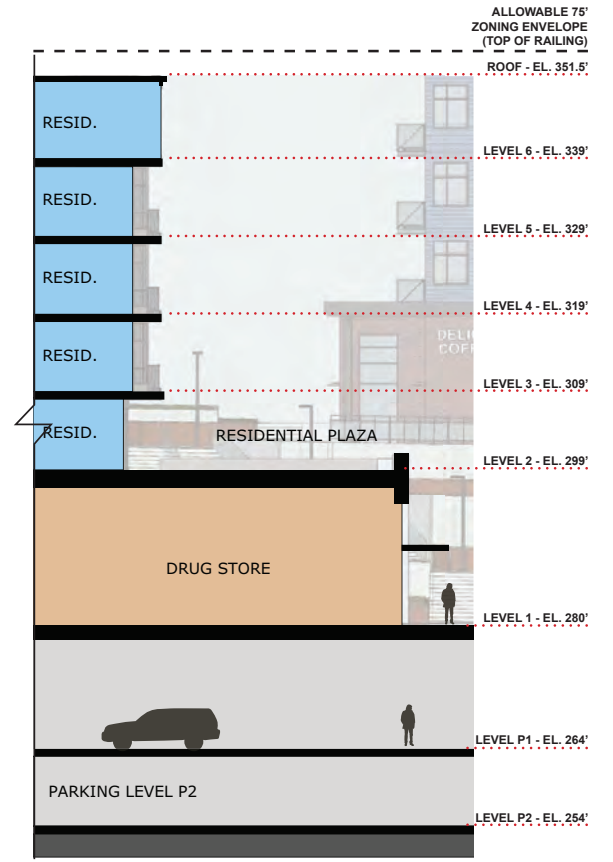 ALLOWABLE 75'
ZONING ENVELOPE
(TOP OF RAILING)
ROOF - EL. 351.5'
RESID.
LEVEL 6 - EL. 339'
RESID.
LEVEL 5 - EL. 329'
RESID.
LEVEL 4 - EL. 319'
DELI
COFF
RESID.
LEVEL 3 - EL. 309'
RESID.
RESIDENTIAL PLAZA
LEVEL 2 - EL. 299'
DRUG STORE
LEVEL 1 - EL. 280'
LEVEL P1 - EL. 264'
PARKING LEVEL P2
LEVEL P2 - EL. 254'